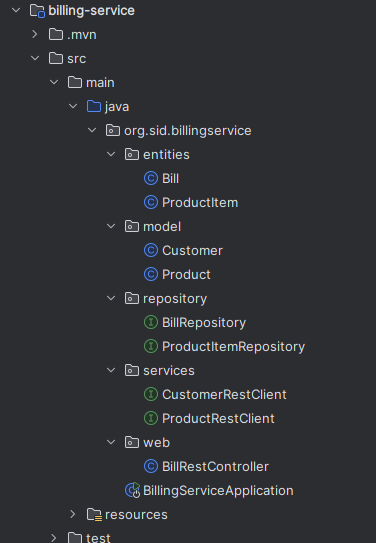 billing-service
.mvn
src
main
java
org.sid.billingservice
entities
Bill
ProductItem
model
Customer
Product
repository
BillRepository
ProductItemRepository
services
CustomerRestClient
ProductRestClient
web
BillRestController
BillingServiceApplication
resources
test